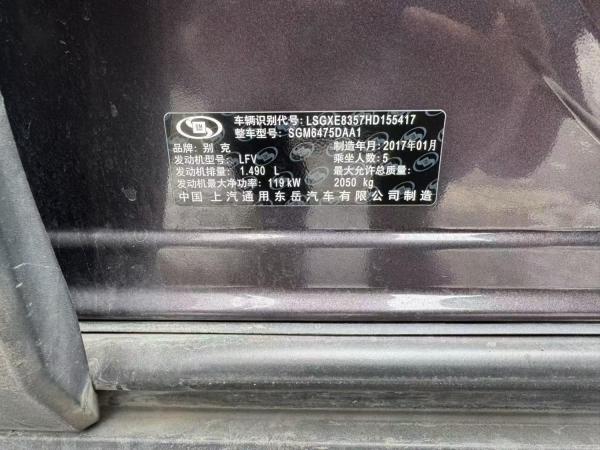 车辆识别代号: LSGXE8357HD155417
整车型号: SGM6475DAA1
品牌: 别克 制造年月: 2017年01月
发动机型号: LFV 乘坐人数: 5
发动机排量: 1.490 L 最大允许总质量:
发动机最大净功率: 119 kW 2050 kg
中国 上汽通用东岳汽车有限公司制造